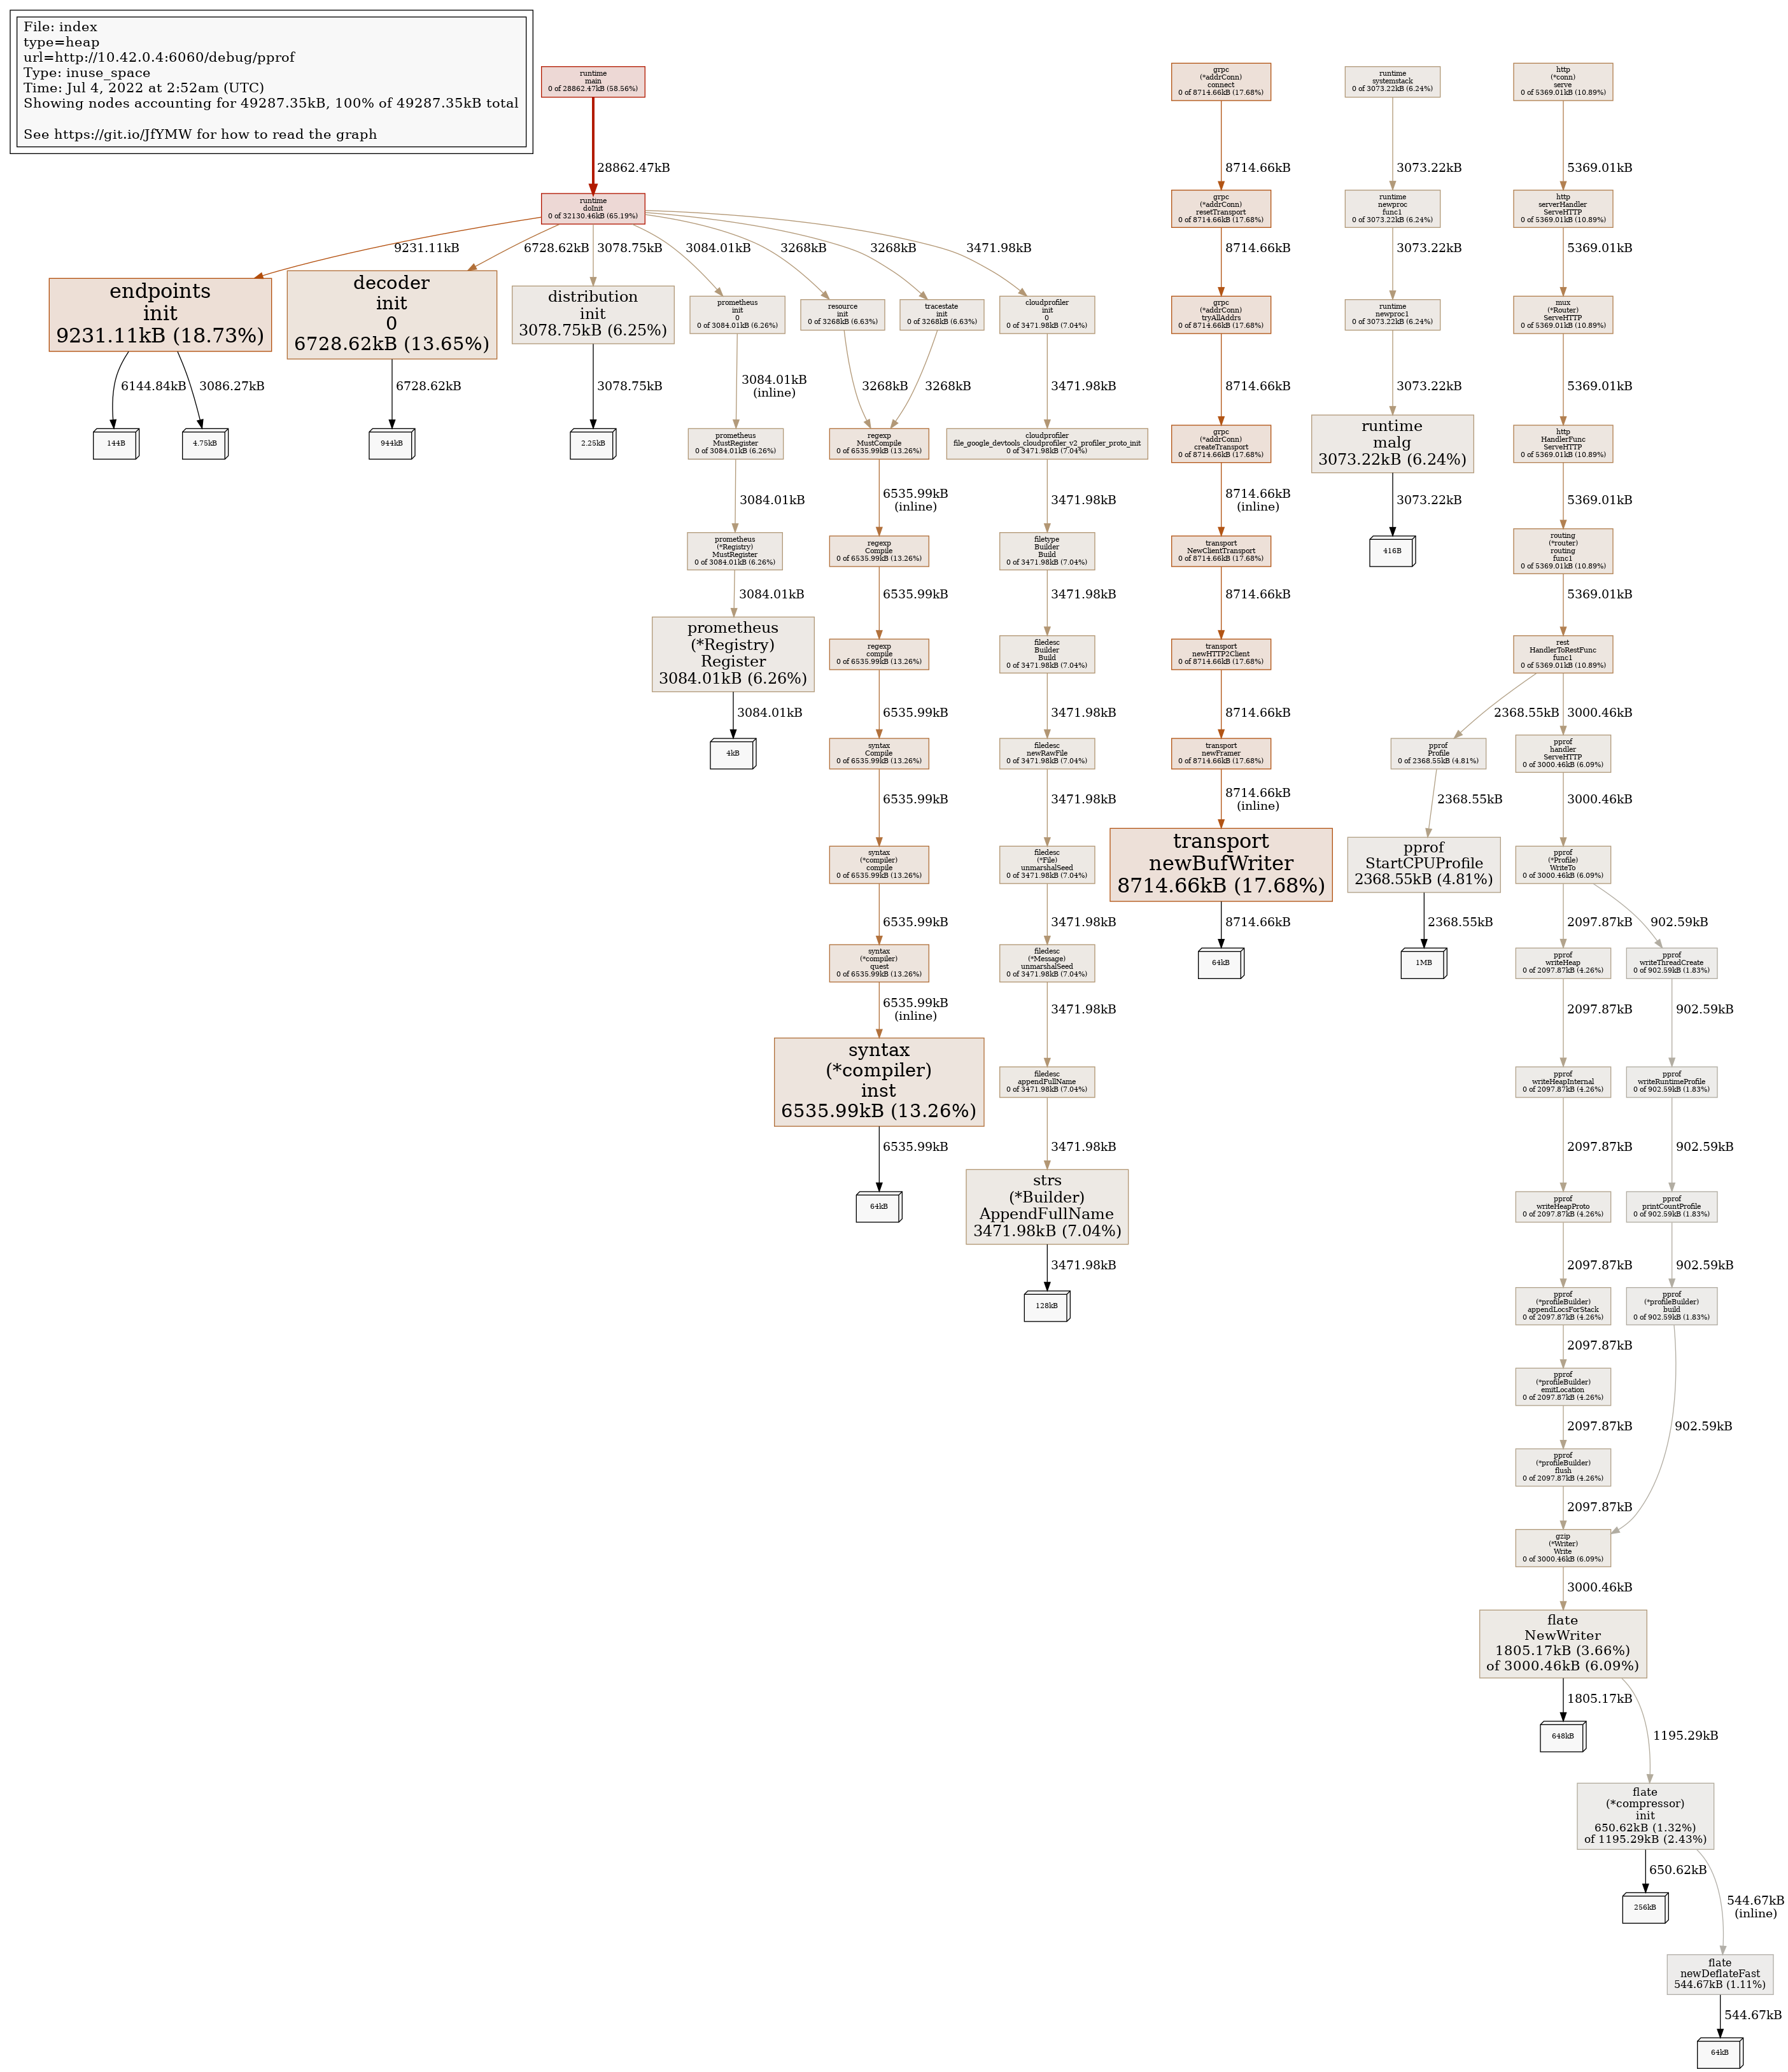 File: index
type=heap
url=http://10.42.0.4:6060/debug/pprof
Type: inuse_space
Time: Jul 4, 2022 at 2:52am (UTC)
Showing nodes accounting for 49287.35kB, 100% of 49287.35kB total
See https://git.io/JfYMW for how to read the graph
runtime
main
0 of 28862.47kB (58.56%)
28862.47kB
runtime
doInit
0 of 32130.46kB (65.19%)
9231.11kB
6728.62kB
3078.75kB
3084.01kB
3268kB
3268kB
3471.98kB
endpoints
init
9231.11kB (18.73%)
6144.84kB
3086.27kB
144B
4.75kB
decoder
init
0
6728.62kB (13.65%)
6728.62kB
944kB
distribution
init
3078.75kB (6.25%)
3078.75kB
2.25kB
prometheus
init
0
0 of 3084.01kB (6.26%)
3084.01kB
(inline)
prometheus
MustRegister
0 of 3084.01kB (6.26%)
3084.01kB
prometheus
(*Registry)
MustRegister
0 of 3084.01kB (6.26%)
3084.01kB
prometheus
(*Registry)
Register
3084.01kB (6.26%)
3084.01kB
4kB
resource
init
0 of 3268kB (6.63%)
3268kB
tracestate
init
0 of 3268kB (6.63%)
3268kB
regexp
MustCompile
0 of 6535.99kB (13.26%)
6535.99kB
(inline)
regexp
Compile
0 of 6535.99kB (13.26%)
6535.99kB
regexp
compile
0 of 6535.99kB (13.26%)
6535.99kB
syntax
Compile
0 of 6535.99kB (13.26%)
6535.99kB
syntax
(*compiler)
compile
0 of 6535.99kB (13.26%)
6535.99kB
syntax
(*compiler)
quest
0 of 6535.99kB (13.26%)
6535.99kB
(inline)
syntax
(*compiler)
inst
6535.99kB (13.26%)
6535.99kB
64kB
cloudprofiler
init
0
0 of 3471.98kB (7.04%)
3471.98kB
cloudprofiler
file_google_devtools_cloudprofiler_v2_profiler_proto_init
0 of 3471.98kB (7.04%)
3471.98kB
filetype
Builder
Build
0 of 3471.98kB (7.04%)
3471.98kB
filedesc
Builder
Build
0 of 3471.98kB (7.04%)
3471.98kB
filedesc
newRawFile
0 of 3471.98kB (7.04%)
3471.98kB
filedesc
(*File)
unmarshalSeed
0 of 3471.98kB (7.04%)
3471.98kB
filedesc
(*Message)
unmarshalSeed
0 of 3471.98kB (7.04%)
3471.98kB
filedesc
appendFullName
0 of 3471.98kB (7.04%)
3471.98kB
strs
(*Builder)
AppendFullName
3471.98kB (7.04%)
3471.98kB
128kB
grpc
(*addrConn)
connect
0 of 8714.66kB (17.68%)
8714.66kB
grpc
(*addrConn)
resetTransport
0 of 8714.66kB (17.68%)
8714.66kB
grpc
(*addrConn)
tryAllAddrs
0 of 8714.66kB (17.68%)
8714.66kB
grpc
(*addrConn)
createTransport
0 of 8714.66kB (17.68%)
8714.66kB
(inline)
transport
NewClientTransport
0 of 8714.66kB (17.68%)
8714.66kB
transport
newHTTP2Client
0 of 8714.66kB (17.68%)
8714.66kB
transport
newFramer
0 of 8714.66kB (17.68%)
8714.66kB
(inline)
transport
newBufWriter
8714.66kB (17.68%)
8714.66kB
64kB
runtime
systemstack
0 of 3073.22kB (6.24%)
3073.22kB
runtime
newproc
func1
0 of 3073.22kB (6.24%)
3073.22kB
runtime
newproc1
0 of 3073.22kB (6.24%)
3073.22kB
runtime
malg
3073.22kB (6.24%)
3073.22kB
416B
http
(*conn)
serve
0 of 5369.01kB (10.89%)
5369.01kB
http
serverHandler
ServeHTTP
0 of 5369.01kB (10.89%)
5369.01kB
mux
(*Router)
ServeHTTP
0 of 5369.01kB (10.89%)
5369.01kB
http
HandlerFunc
ServeHTTP
0 of 5369.01kB (10.89%)
5369.01kB
routing
(*router)
routing
func1
0 of 5369.01kB (10.89%)
5369.01kB
rest
HandlerToRestFunc
func1
0 of 5369.01kB (10.89%)
2368.55kB
3000.46kB
pprof
Profile
0 of 2368.55kB (4.81%)
2368.55kB
pprof
StartCPUProfile
2368.55kB (4.81%)
2368.55kB
1MB
pprof
handler
ServeHTTP
0 of 3000.46kB (6.09%)
3000.46kB
pprof
(*Profile)
WriteTo
0 of 3000.46kB (6.09%)
2097.87kB
902.59kB
pprof
writeHeap
0 of 2097.87kB (4.26%)
2097.87kB
pprof
writeHeapInternal
0 of 2097.87kB (4.26%)
2097.87kB
pprof
writeHeapProto
0 of 2097.87kB (4.26%)
2097.87kB
pprof
(*profileBuilder)
appendLocsForStack
0 of 2097.87kB (4.26%)
2097.87kB
pprof
(*profileBuilder)
emitLocation
0 of 2097.87kB (4.26%)
2097.87kB
pprof
(*profileBuilder)
flush
0 of 2097.87kB (4.26%)
2097.87kB
pprof
writeThreadCreate
0 of 902.59kB (1.83%)
902.59kB
pprof
writeRuntimeProfile
0 of 902.59kB (1.83%)
902.59kB
pprof
printCountProfile
0 of 902.59kB (1.83%)
902.59kB
pprof
(*profileBuilder)
build
0 of 902.59kB (1.83%)
902.59kB
gzip
(*Writer)
Write
0 of 3000.46kB (6.09%)
3000.46kB
flate
NewWriter
1805.17kB (3.66%)
of 3000.46kB (6.09%)
1805.17kB
648kB
1195.29kB
flate
(*compressor)
init
650.62kB (1.32%)
of 1195.29kB (2.43%)
650.62kB
256kB
544.67kB
(inline)
flate
newDeflateFast
544.67kB (1.11%)
544.67kB
64kB